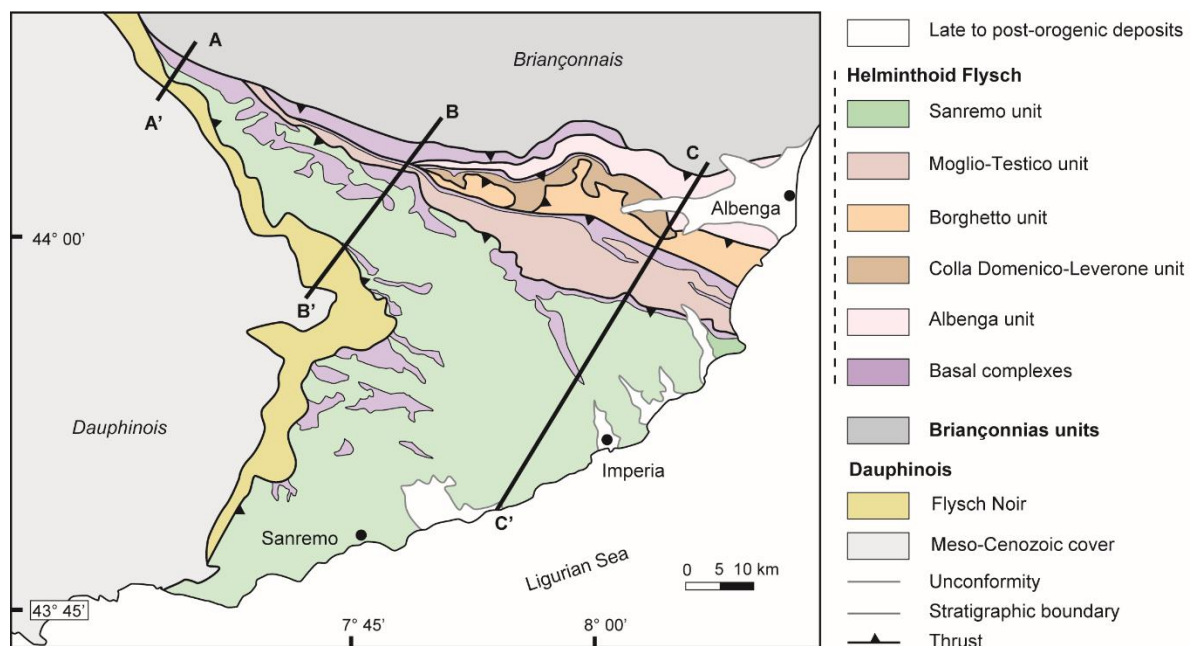 A
A'
Briançonnais
B
C
Albenga
44° 00'
B'
Dauphinois
Imperia
C'
Sanremo
Ligurian Sea
0 5 10 km
43° 45'
7° 45'
8° 00'
Late to post-orogenic deposits
Helminthoid Flysch
Sanremo unit
Moglio-Testico unit
Borghetto unit
Colla Domenico-Leverone unit
Albenga unit
Basal complexes
Briançonnias units
Dauphinois
Flysch Noir
Meso-Cenozoic cover
Unconformity
Stratigraphic boundary
Thrust